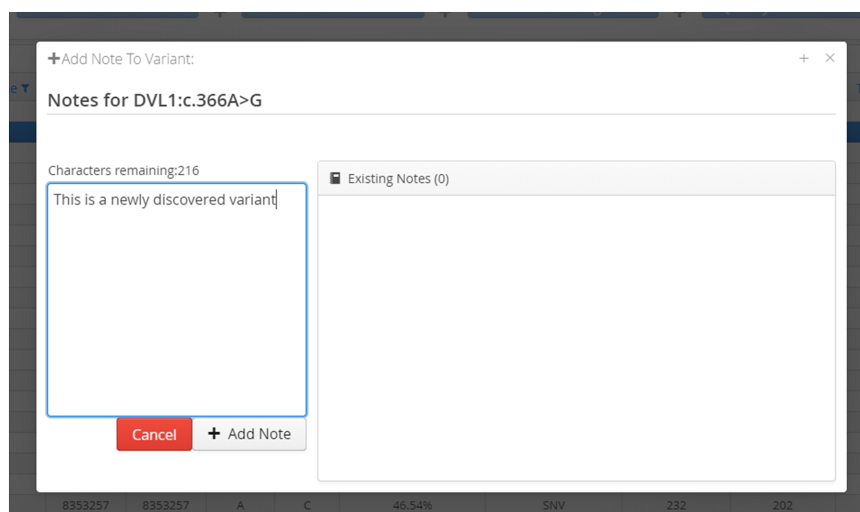 Add Note To Variant:
Notes for DVL1:c.366A>G
Characters remaining:216
This is a newly discovered variant
Existing Notes (0)
Cancel
+ Add Note
8353257 8353257 A C 46.54% SNV 232 202